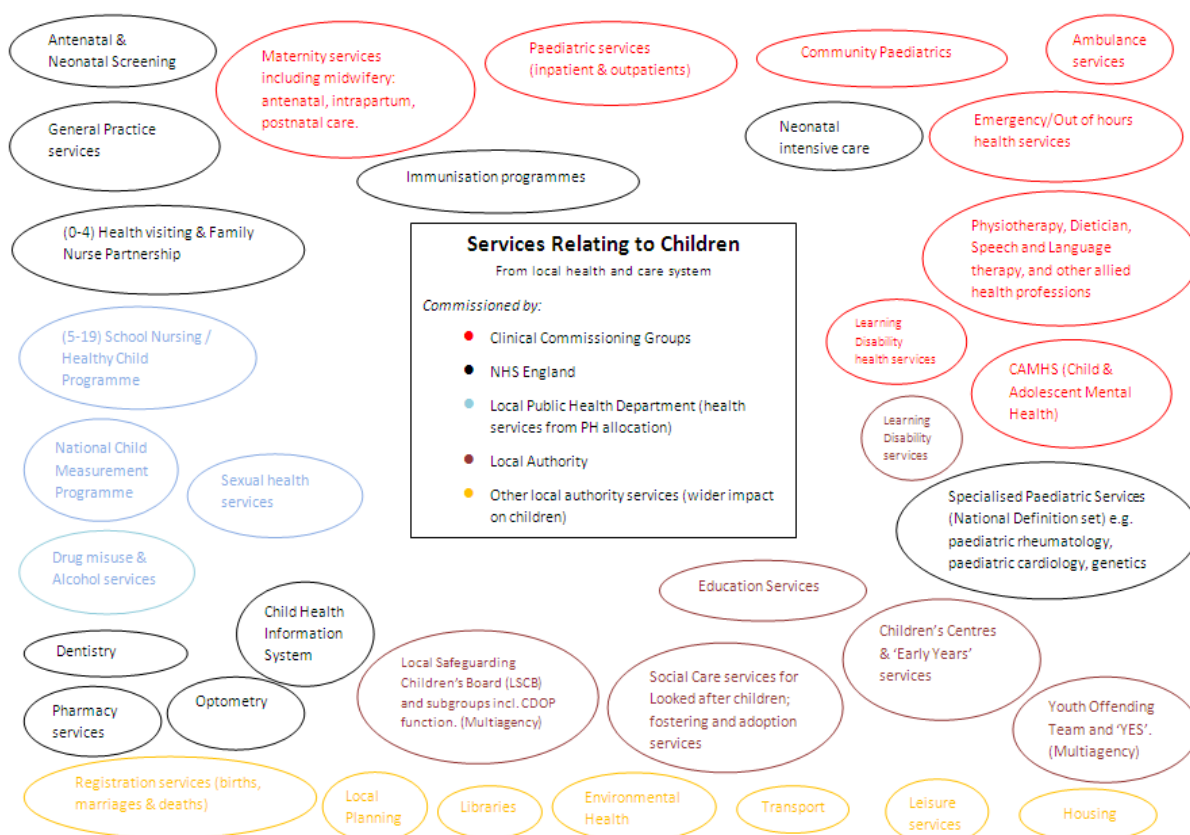 Antenatal &
Neonatal Screening
Maternity services
including midwifery:
antenatal, intrapartum,
postnatal care.
Paediatric services
(inpatient & outpatients)
Community Paediatrics
Ambulance
services
General Practice
services
Immunisation programmes
Neonatal
intensive care
Emergency/Out of hours
health services
(0-4) Health visiting & Family
Nurse Partnership
Services Relating to Children
From local health and care system
Commissioned by:
Clinical Commissioning Groups
NHS England
Local Public Health Department (health
services from PH allocation)
Local Authority
Other local authority services (wider impact
on children)
Physiotherapy, Dietician,
Speech and Language
therapy, and other allied
health professions
(5-19) School Nursing /
Healthy Child
Programme
Learning
Disability
health services
CAMHS (Child &
Adolescent Mental
Health)
Learning
Disability
services
National Child
Measurement
Programme
Sexual health
services
Specialised Paediatric Services
(National Definition set) e.g.
paediatric rheumatology,
paediatric cardiology, genetics
Drug misuse &
Alcohol services
Education Services
Child Health
Information
System
Children's Centres
& 'Early Years'
services
Dentistry
Local Safeguarding
Children's Board (LSCB)
and subgroups incl. CDOP
function. (Multiagency)
Social Care services for
Looked after children;
fostering and adoption
services
Pharmacy
services
Optometry
Youth Offending
Team and 'YES'.
(Multiagency)
Registration services (births,
marriages & deaths)
Local
Planning
Libraries
Environmental
Health
Transport
Leisure
services
Housing